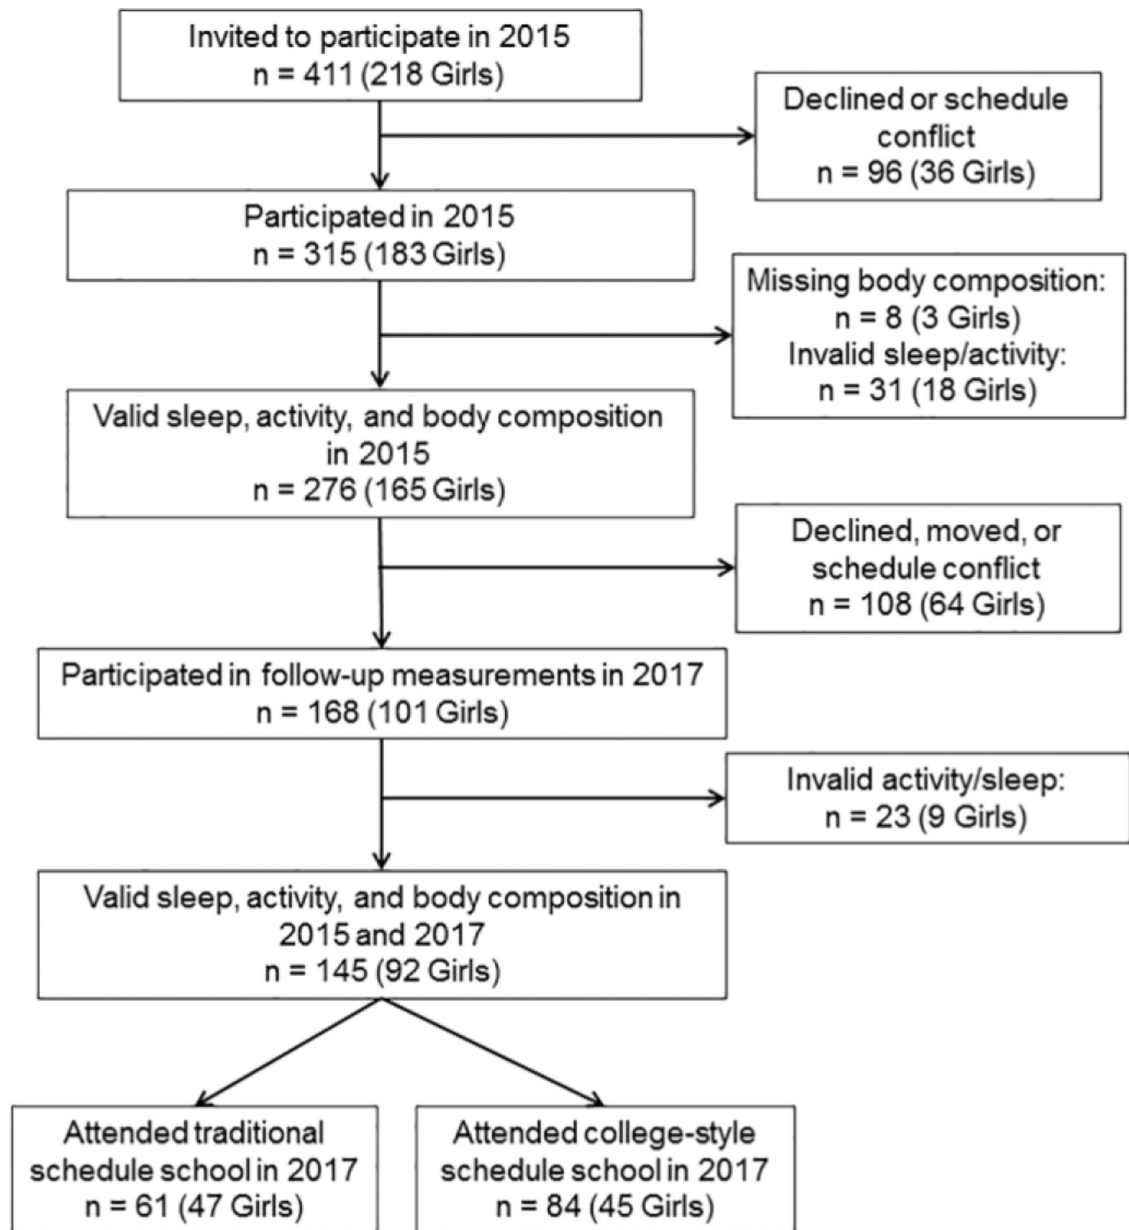 Invited to participate in 2015
n = 411 (218 Girls)
Declined or schedule
conflict
n = 96 (36 Girls)
Participated in 2015
n = 315 (183 Girls)
Missing body composition:
n = 8 (3 Girls)
Invalid sleep/activity:
n = 31 (18 Girls)
Valid sleep, activity, and body composition
in 2015
n = 276 (165 Girls)
Declined, moved, or
schedule conflict
n = 108 (64 Girls)
Participated in follow-up measurements in 2017
n = 168 (101 Girls)
Invalid activity/sleep:
n = 23 (9 Girls)
Valid sleep, activity, and body composition in
2015 and 2017
n = 145 (92 Girls)
Attended traditional
schedule school in 2017
n = 61 (47 Girls)
Attended college-style
schedule school in 2017
n = 84 (45 Girls)